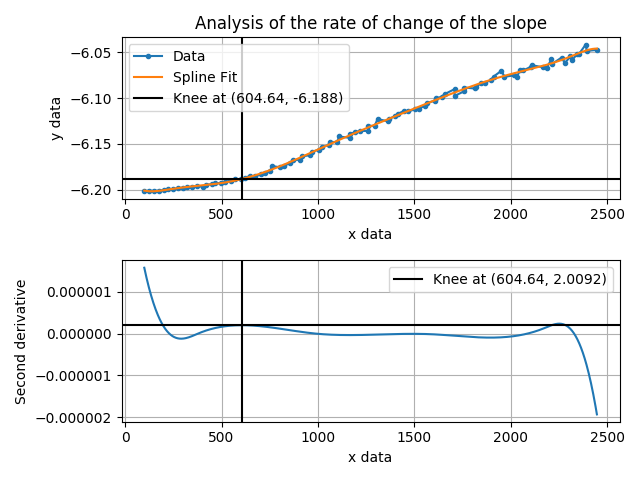 Analysis of the rate of change of the slope
−6.05
−6.10
−6.15
−6.20
y data
Data
Spline Fit
Knee at (604.64, -6.188)
0
500
1000
1500
2000
2500
x data
0.000001
0.000000
−0.000001
−0.000002
Second derivative
Knee at (604.64, 2.0092)
0
500
1000
1500
2000
2500
x data